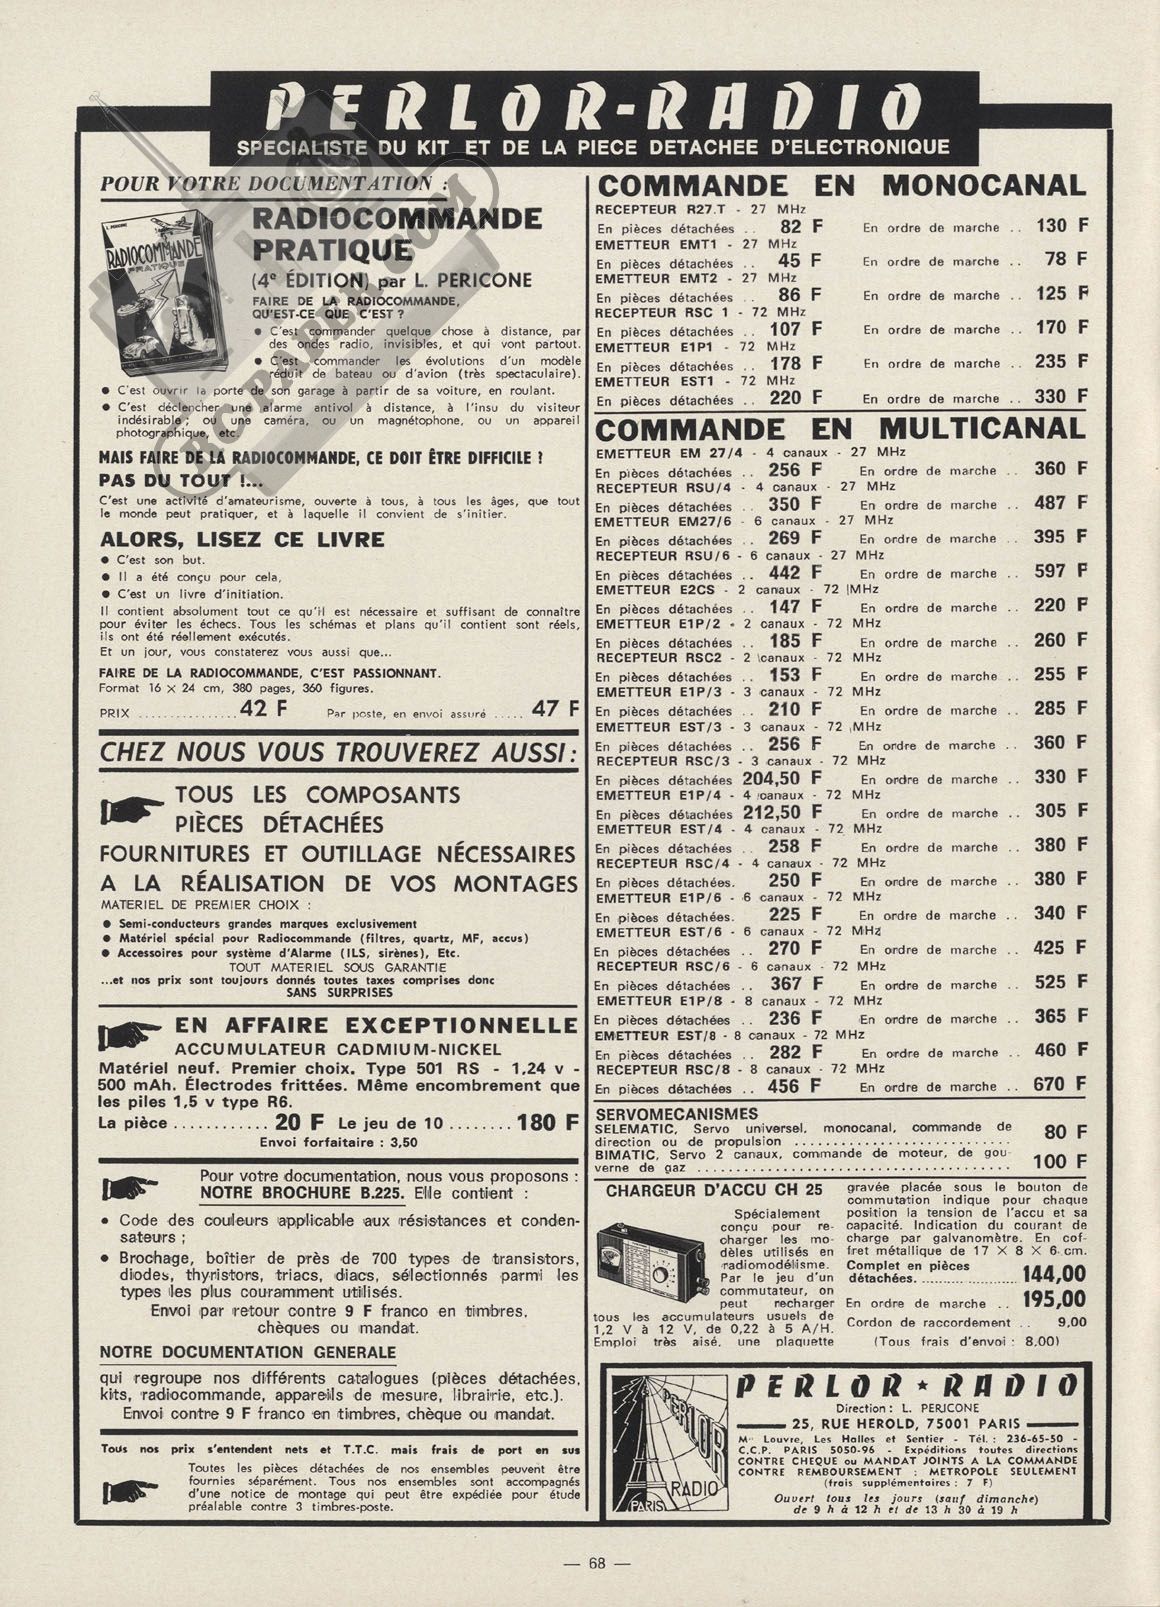 PERLOR-RADIO
SPECIALISTE DU KIT ET DE LA PIECE DETACHEE D'ELECTRONIQUE
POUR VOTRE DOCUMENTATION :
L. PERICONE
RADIOCOMMANDE
PRATIQUE
RADIOCOMMANDE
PRATIQUE
(4e ÉDITION) par L. PERICONE
FAIRE DE LA RADIOCOMMANDE,
QU'EST-CE QUE C'EST ?
● C'est commander quelque chose à distance, par
des ondes radio, invisibles, et qui vont partout.
● C'est commander les évolutions d'un modèle
réduit de bateau ou d'avion (très spectaculaire).
● C'est ouvrir la porte de son garage à partir de sa voiture, en roulant.
● C'est déclencher une alarme antivol à distance, à l'insu du visiteur
indésirable ; ou une caméra, ou un magnétophone, ou un appareil
photographique, etc.
MAIS FAIRE DE LA RADIOCOMMANDE, CE DOIT ÊTRE DIFFICILE ?
PAS DU TOUT !...
C'est une activité d'amateurisme, ouverte à tous, à tous les âges, que tout
le monde peut pratiquer, et à laquelle il convient de s'initier.
ALORS, LISEZ CE LIVRE
● C'est son but.
● Il a été conçu pour cela,
● C'est un livre d'initiation.
Il contient absolument tout ce qu'il est nécessaire et suffisant de connaître
pour éviter les échecs. Tous les schémas et plans qu'il contient sont réels,
ils ont été réellement exécutés.
Et un jour, vous constaterez vous aussi que...
FAIRE DE LA RADIOCOMMANDE, C'EST PASSIONNANT.
Format 16 × 24 cm, 380 pages, 360 figures.
PRIX .............. 42 F Par poste, en envoi assuré ..... 47 F
CHEZ NOUS VOUS TROUVEREZ AUSSI :
TOUS LES COMPOSANTS
PIÈCES DÉTACHÉES
FOURNITURES ET OUTILLAGE NÉCESSAIRES
A LA RÉALISATION DE VOS MONTAGES
MATERIEL DE PREMIER CHOIX :
● Semi-conducteurs grandes marques exclusivement
● Matériel spécial pour Radiocommande (filtres, quartz, MF, accus)
● Accessoires pour système d'Alarme (ILS, sirènes), Etc.
TOUT MATERIEL SOUS GARANTIE
...et nos prix sont toujours donnés toutes taxes comprises donc
SANS SURPRISES
EN AFFAIRE EXCEPTIONNELLE
ACCUMULATEUR CADMIUM-NICKEL
Matériel neuf. Premier choix. Type 501 RS - 1,24 v -
500 mAh. Électrodes frittées. Même encombrement que
les piles 1,5 v type R6.
La pièce ............ 20 F Le jeu de 10 ........ 180 F
Envoi forfaitaire : 3,50
Pour votre documentation, nous vous proposons :
NOTRE BROCHURE B.225. Elle contient :
● Code des couleurs applicable aux résistances et conden-
sateurs ;
● Brochage, boîtier de près de 700 types de transistors,
diodes, thyristors, triacs, diacs, sélectionnés parmi les
types les plus couramment utilisés.
Envoi par retour contre 9 F franco en timbres,
chèques ou mandat.
NOTRE DOCUMENTATION GENERALE
qui regroupe nos différents catalogues (pièces détachées,
kits, radiocommande, appareils de mesure, librairie, etc.).
Envoi contre 9 F franco en timbres, chèque ou mandat.
Tous nos prix s'entendent nets et T.T.C. mais frais de port en sus
Toutes les pièces détachées de nos ensembles peuvent être
fournies séparément. Tous nos ensembles sont accompagnés
d'une notice de montage qui peut être expédiée pour étude
préalable contre 3 timbres-poste.
COMMANDE EN MONOCANAL
RECEPTEUR R27.T - 27 MHz
En pièces détachées .. 82 F En ordre de marche .. 130 F
EMETTEUR EMT1 - 27 MHz
En pièces détachées .. 45 F En ordre de marche .. 78 F
EMETTEUR EMT2 - 27 MHz
En pièces détachées .. 86 F En ordre de marche .. 125 F
RECEPTEUR RSC 1 - 72 MHz
En pièces détachées .. 107 F En ordre de marche .. 170 F
EMETTEUR E1P1 - 72 MHz
En pièces détachées .. 178 F En ordre de marche .. 235 F
EMETTEUR EST1 - 72 MHz
En pièces détachées .. 220 F En ordre de marche .. 330 F
COMMANDE EN MULTICANAL
EMETTEUR EM 27/4 - 4 canaux - 27 MHz
En pièces détachées .. 256 F En ordre de marche .. 360 F
RECEPTEUR RSU/4 - 4 canaux - 27 MHz
En pièces détachées .. 350 F En ordre de marche .. 487 F
EMETTEUR EM27/6 - 6 canaux - 27 MHz
En pièces détachées .. 269 F En ordre de marche .. 395 F
RECEPTEUR RSU/6 - 6 canaux - 27 MHz
En pièces détachées .. 442 F En ordre de marche .. 597 F
EMETTEUR E2CS - 2 canaux - 72 MHz
En pièces détachées .. 147 F En ordre de marche .. 220 F
EMETTEUR E1P/2 - 2 canaux - 72 MHz
En pièces détachées .. 185 F En ordre de marche .. 260 F
RECEPTEUR RSC2 - 2 canaux - 72 MHz
En pièces détachées .. 153 F En ordre de marche .. 255 F
EMETTEUR E1P/3 - 3 canaux - 72 MHz
En pièces détachées .. 210 F En ordre de marche .. 285 F
EMETTEUR EST/3 - 3 canaux - 72 MHz
En pièces détachées .. 256 F En ordre de marche .. 360 F
RECEPTEUR RSC/3 - 3 canaux - 72 MHz
En pièces détachées 204,50 F En ordre de marche .. 330 F
EMETTEUR E1P/4 - 4 canaux - 72 MHz
En pièces détachées 212,50 F En ordre de marche .. 305 F
EMETTEUR EST/4 - 4 canaux - 72 MHz
En pièces détachées .. 258 F En ordre de marche .. 380 F
RECEPTEUR RSC/4 - 4 canaux - 72 MHz
En pièces détachées. 250 F En ordre de marche .. 380 F
EMETTEUR E1P/6 - 6 canaux - 72 MHz
En pièces détachées. 225 F En ordre de marche .. 340 F
EMETTEUR EST/6 - 6 canaux - 72 MHz
En pièces détachées .. 270 F En ordre de marche .. 425 F
RECEPTEUR RSC/6 - 6 canaux - 72 MHz
En pièces détachées .. 367 F En ordre de marche .. 525 F
EMETTEUR E1P/8 - 8 canaux - 72 MHz
En pièces détachées .. 236 F En ordre de marche .. 365 F
EMETTEUR EST/8 - 8 canaux - 72 MHz
En pièces détachées .. 282 F En ordre de marche .. 460 F
RECEPTEUR RSC/8 - 8 canaux - 72 MHz
En pièces détachées .. 456 F En ordre de marche .. 670 F
SERVOMECANISMES
SELEMATIC, Servo universel, monocanal, commande de
direction ou de propulsion .......................... 80 F
BIMATIC, Servo 2 canaux, commande de moteur, de gou-
verne de gaz .................................... 100 F
CHARGEUR D'ACCU CH 25
Spécialement
conçu pour re-
charger les mo-
dèles utilisés en
radiomodélisme.
Par le jeu d'un
commutateur, on
peut recharger
tous les accumulateurs usuels de
1,2 V à 12 V, de 0,22 à 5 A/H.
Emploi très aisé, une plaquette
gravée placée sous le bouton de
commutation indique pour chaque
position la tension de l'accu et sa
capacité. Indication du courant de
charge par galvanomètre. En cof-
fret métallique de 17 × 8 × 6 cm.
Complet en pièces
détachées. ................... 144,00
En ordre de marche .. 195,00
Cordon de raccordement .. 9,00
(Tous frais d'envoi : 8,00)
PERLOR
RADIO
PARIS
PERLOR ★ RADIO
Direction : L. PERICONE
25, RUE HEROLD, 75001 PARIS
Mo Louvre, Les Halles et Sentier - Tél. : 236-65-50 -
C.C.P. PARIS 5050-96 - Expéditions toutes directions
CONTRE CHEQUE ou MANDAT JOINTS A LA COMMANDE
CONTRE REMBOURSEMENT : METROPOLE SEULEMENT
(frais supplémentaires : 7 F)
Ouvert tous les jours (sauf dimanche)
de 9 h à 12 h et de 13 h 30 à 19 h
— 68 —
RC-PAPER.COM